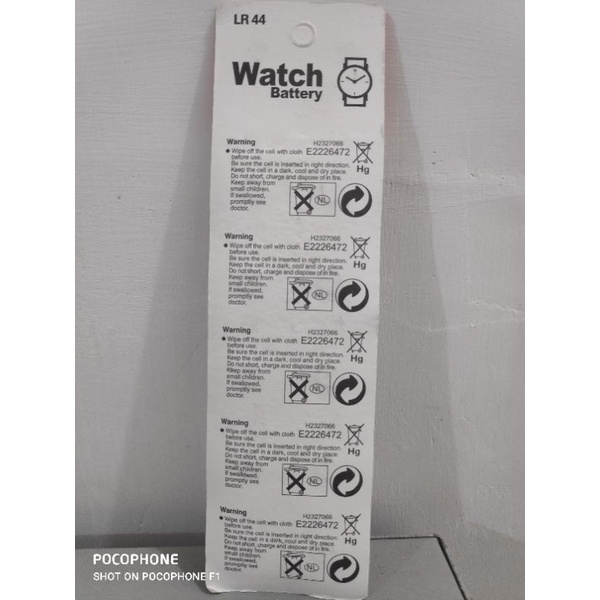 LR 44
Watch
Battery
Warning
H2327066
• Wipe off the cell with cloth E2226472
before use.
Be sure the cell is inserted in right direction.
Keep the cell in a dark, cool and dry place.
Do not short, charge and dispose of in fire.
Keep away from
small children.
If swallowed,
promptly see
doctor.
Hg
NL
Warning
H2327066
• Wipe off the cell with cloth E2226472
before use.
Be sure the cell is inserted in right direction.
Keep the cell in a dark, cool and dry place.
Do not short, charge and dispose of in fire.
Keep away from
small children.
If swallowed,
promptly see
doctor.
Hg
NL
Warning
H2327066
• Wipe off the cell with cloth E2226472
before use.
Be sure the cell is inserted in right direction.
Keep the cell in a dark, cool and dry place.
Do not short, charge and dispose of in fire.
Keep away from
small children.
If swallowed,
promptly see
doctor.
Hg
NL
Warning
H2327066
• Wipe off the cell with cloth E2226472
before use.
Be sure the cell is inserted in right direction.
Keep the cell in a dark, cool and dry place.
Do not short, charge and dispose of in fire.
Keep away from
small children.
If swallowed,
promptly see
doctor.
Hg
NL
Warning
H2327066
• Wipe off the cell with cloth E2226472
before use.
Be sure the cell is inserted in right direction.
Keep the cell in a dark, cool and dry place.
Do not short, charge and dispose of in fire.
Keep away from
small children.
If swallowed,
promptly see
doctor.
Hg
NL
POCOPHONE
SHOT ON POCOPHONE F1